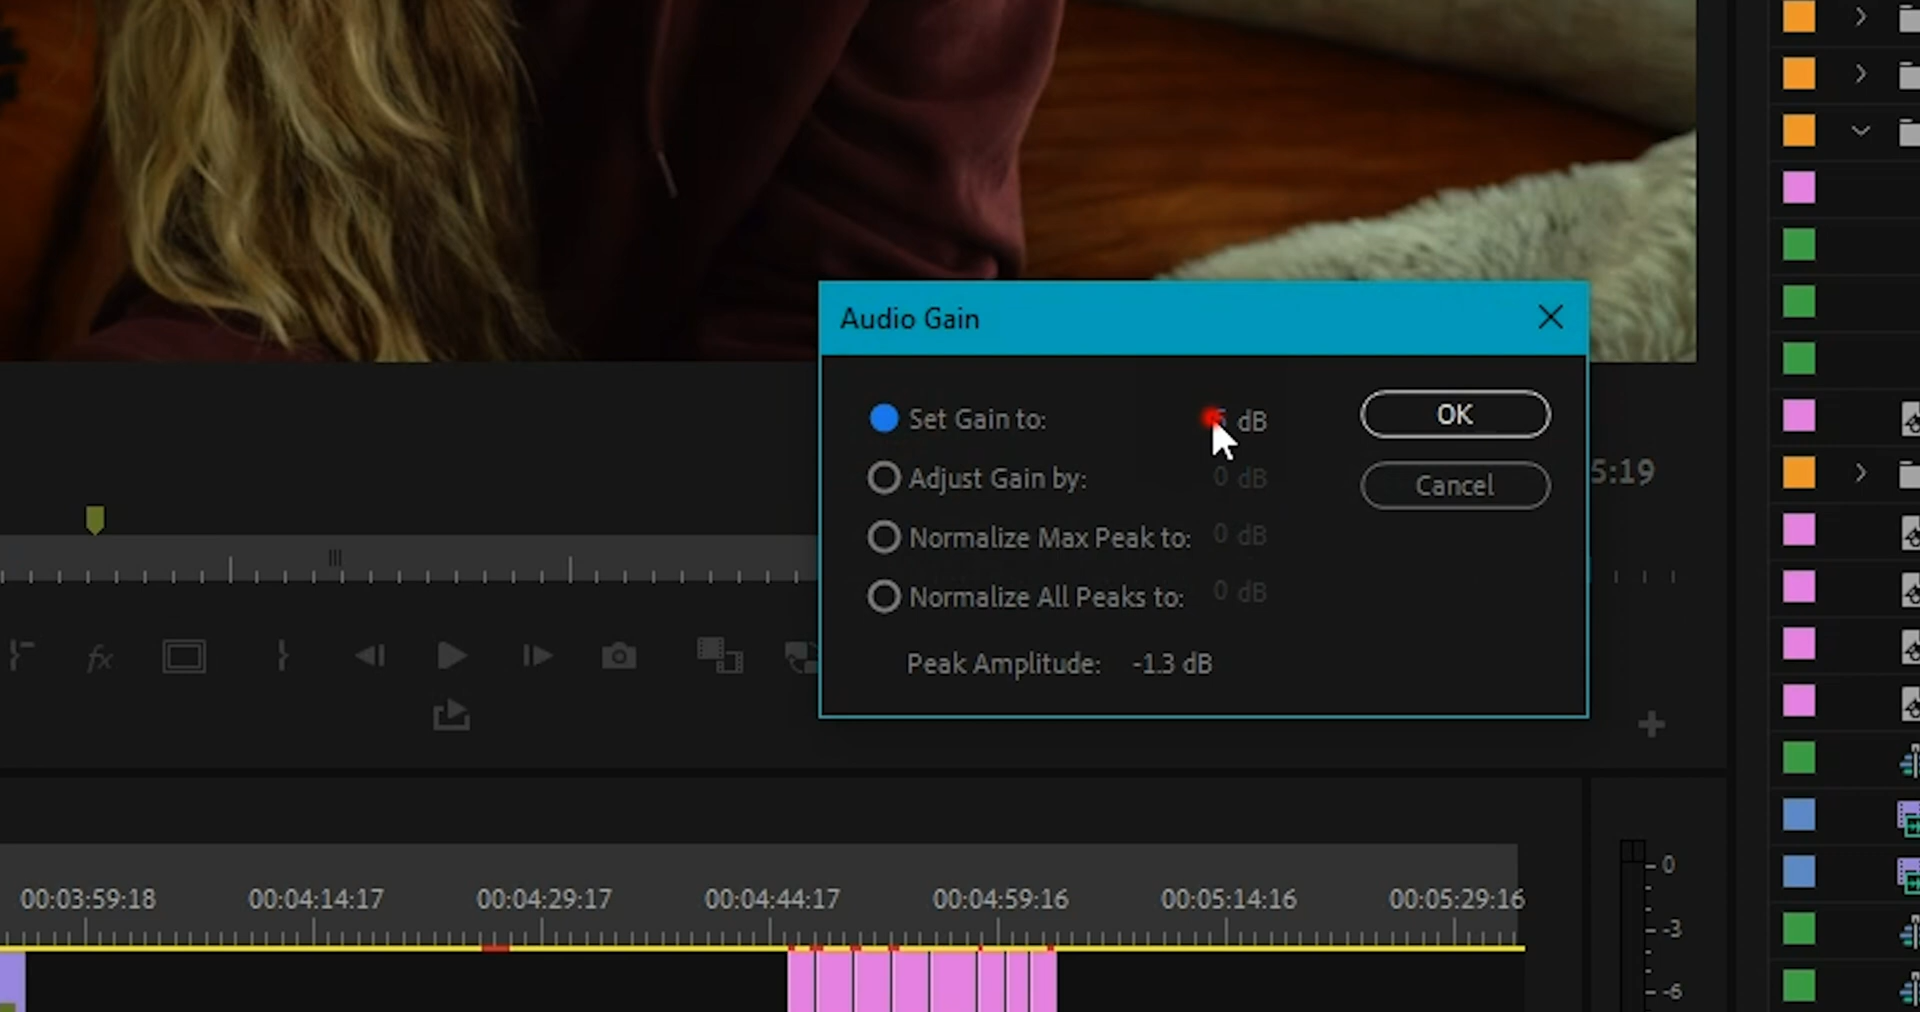 Audio Gain
Set Gain to: dB
OK
Adjust Gain by: 0 dB
Cancel
5:19
Normalize Max Peak to: 0 dB
Normalize All Peaks to: 0 dB
fx
Peak Amplitude: -1.3 dB
0
00:03:59:18 00:04:14:17 00:04:29:17 00:04:44:17 00:04:59:16 00:05:14:16 00:05:29:16
-3
-6